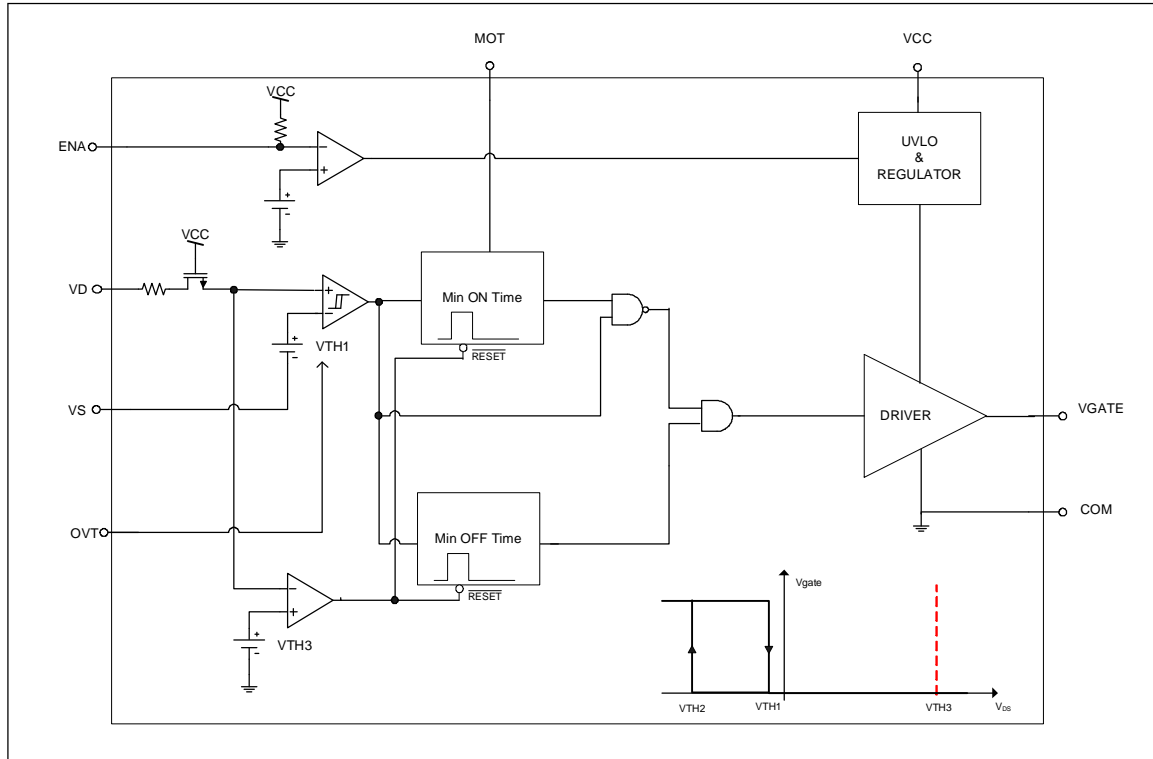 MOT
VCC
VCC
ENA
UVLO
&
REGULATOR
−
+
+
-
VCC
VD
Min ON Time
+
−
VTH1
+
-
RESET
VS
DRIVER
VGATE
OVT
COM
Min OFF Time
RESET
−
+
VTH3
+
-
Vgate
VTH2
VTH1
VTH3
VDS